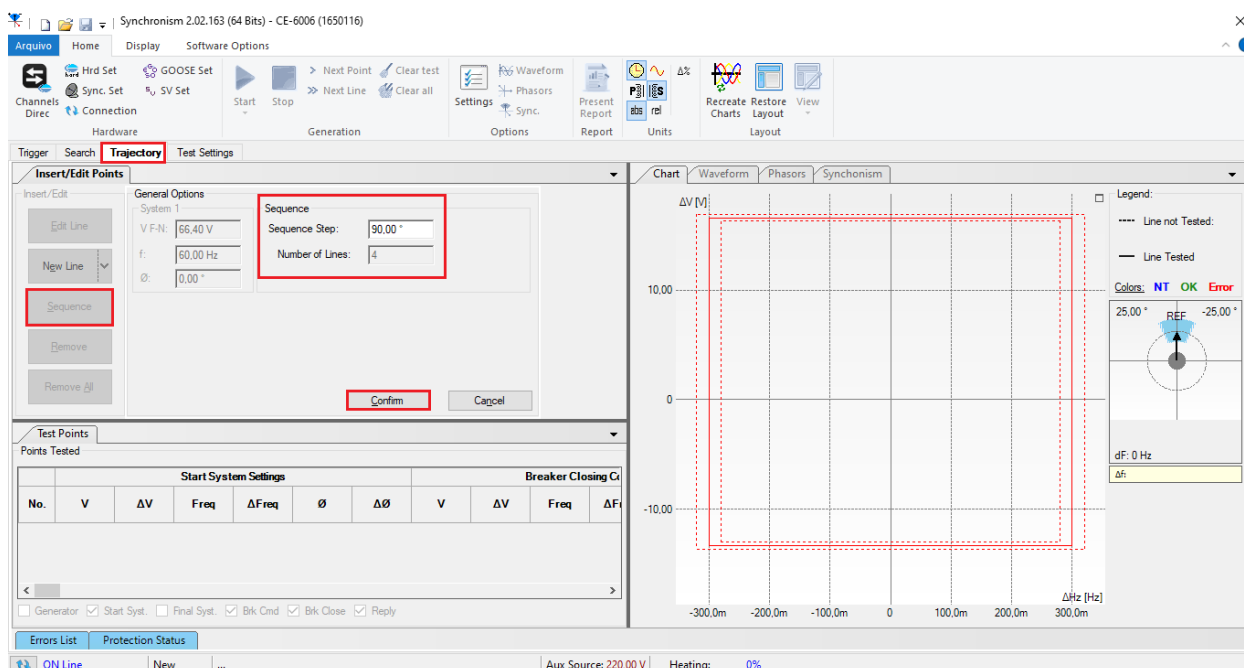 Synchronism 2.02.163 (64 Bits) - CE-6006 (1650116)
Arquivo Home Display Software Options
Hrd Set GOOSE Set > Next Point Clear test Waveform Δ%
Channels Direc Sync. Set SV Set Start Stop >> Next Line Clear all Settings Phasors Present Report Recreate Charts Restore Layout View
Connection Sync. abs rel
Hardware Generation Options Report Units Layout
Trigger Search Trajectory Test Settings
Insert/Edit Points
Insert/Edit
Edit Line
New Line
Sequence
Remove
Remove All
General Options
System 1
V F-N: 66,40 V
f: 60,00 Hz
Ø: 0,00 °
Sequence
Sequence Step: 90,00 °
Number of Lines: 4
Confirm Cancel
Test Points
Points Tested
Start System Settings Breaker Closing
No. V ΔV Freq ΔFreq Ø ΔØ V ΔV Freq
Generator Start Syst. Final Syst. Brk Cmd Brk Close Reply
Chart Waveform Phasors Synchonism
ΔV [V]
10,00
0
-10,00
ΔHz [Hz]
-300,0m -200,0m -100,0m 0 100,0m 200,0m 300,0m
Legend:
Line not Tested:
Line Tested
Colors: NT OK Error
25,00 ° REF -25,00 °
dF: 0 Hz
Δf:
Errors List Protection Status
ON Line New ... Aux Source: 220.00 V Heating: 0%